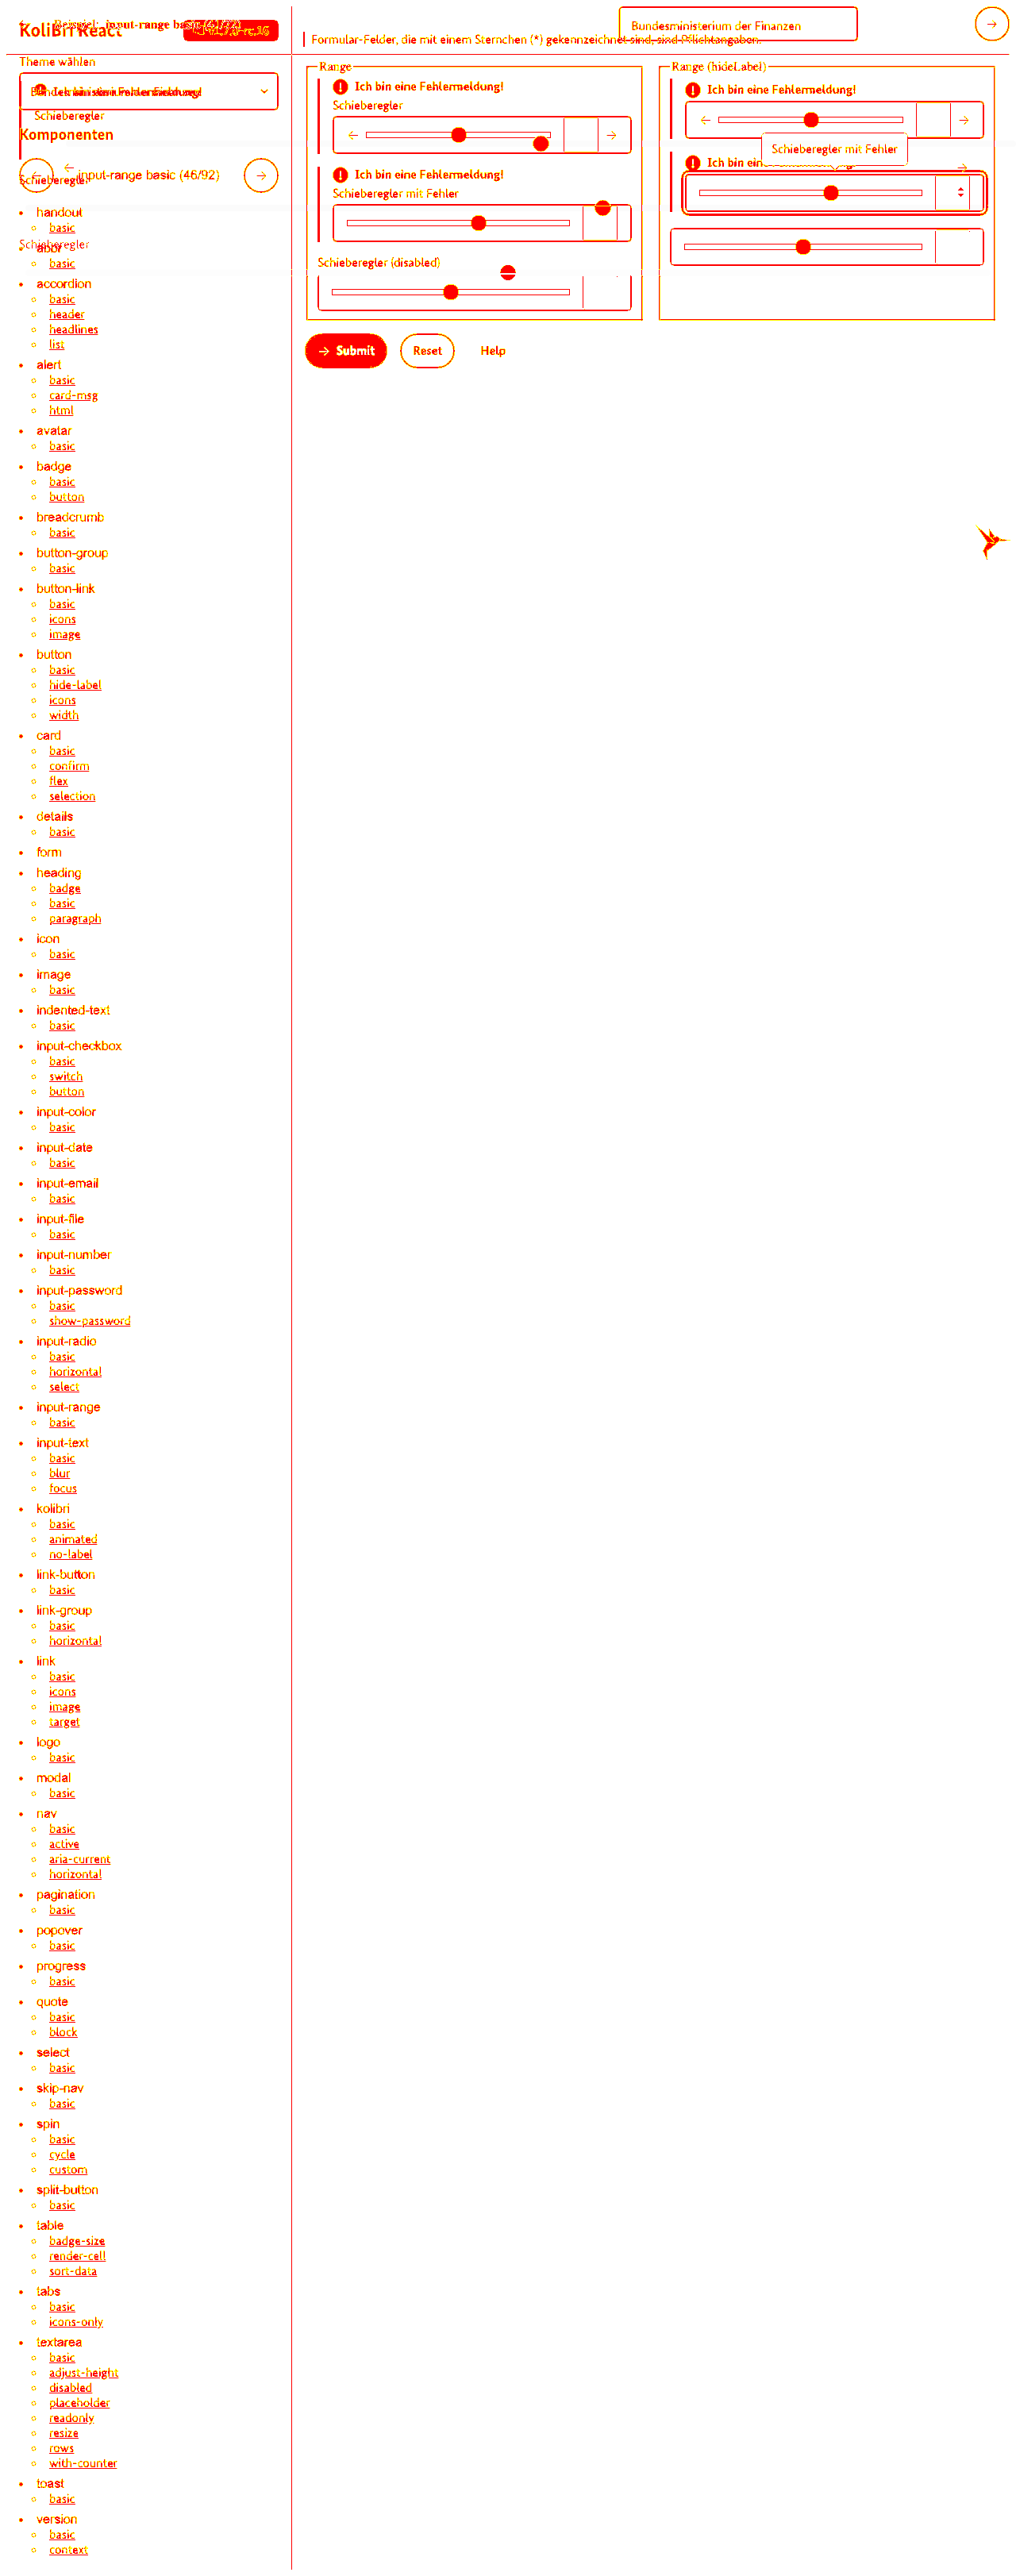 KoliBri React
Beispiel: input-range basic
Bundesministerium der Finanzen
Formular-Felder, die mit einem Sternchen (*) gekennzeichnet sind, sind Pflichtangaben.
Theme wählen
Schieberegler
Komponenten
input-range basic (46/92)
Schieberegler
Schieberegler
handout
basic
abbr
basic
accordion
basic
header
headlines
list
alert
basic
card-msg
html
avatar
basic
badge
basic
button
breadcrumb
basic
button-group
basic
button-link
basic
icons
image
button
basic
hide-label
icons
width
card
basic
confirm
flex
selection
details
basic
form
heading
badge
basic
paragraph
icon
basic
image
basic
indented-text
basic
input-checkbox
basic
switch
button
input-color
basic
input-date
basic
input-email
basic
input-file
basic
input-number
basic
input-password
basic
show-password
input-radio
basic
horizontal
select
input-range
basic
input-text
basic
blur
focus
kolibri
basic
animated
no-label
link-button
basic
link-group
basic
horizontal
link
basic
icons
image
target
logo
basic
modal
basic
nav
basic
active
aria-current
horizontal
pagination
basic
popover
basic
progress
basic
quote
basic
block
select
basic
skip-nav
basic
spin
basic
cycle
custom
split-button
basic
table
badge-size
render-cell
sort-data
tabs
basic
icons-only
textarea
basic
adjust-height
disabled
placeholder
readonly
resize
rows
with-counter
toast
basic
version
basic
context
Range
Ich bin eine Fehlermeldung!
Schieberegler
Ich bin eine Fehlermeldung!
Schieberegler mit Fehler
Schieberegler (disabled)
Range (hideLabel)
Ich bin eine Fehlermeldung!
Schieberegler mit Fehler
Ich bin
Submit
Reset
Help